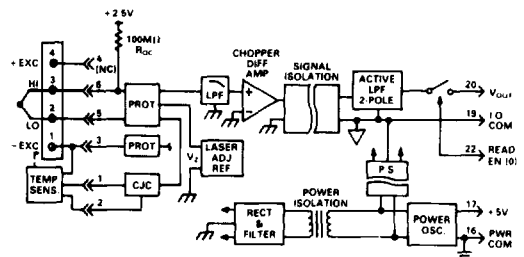 +2 5V
100MΩ
ROC
+ EXC
4
4
(NC)
HI
3
6
PROT
LPF
CHOPPER
DIFF
AMP
SIGNAL
ISOLATION
ACTIVE
LPF
2-POLE
20
VOUT
LO
2
5
19
I O
COM
- EXC
1
3
PROT
VZ
LASER
ADJ
REF
22
READ
EN (0)
TEMP
SENS.
1
CJC
2
P S
POWER
ISOLATION
RECT
&
FILTER
POWER
OSC.
17
+5V
16
PWR
COM